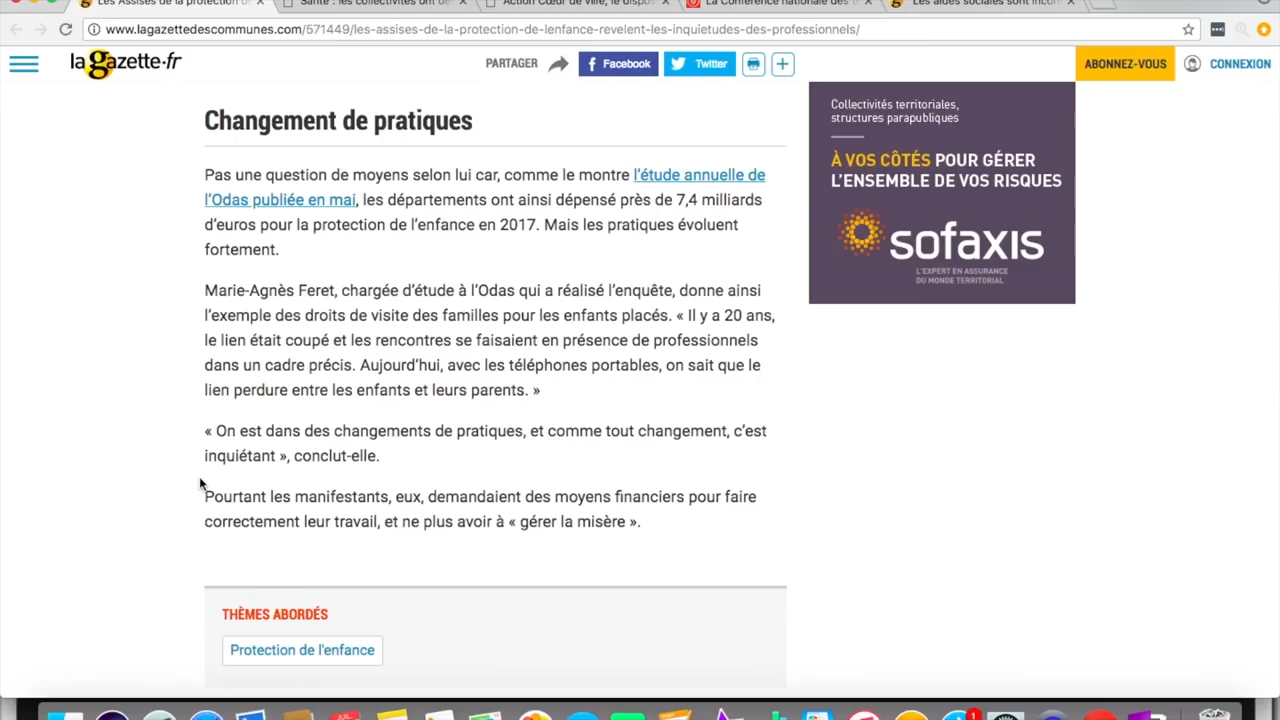 Les Assises de la protection de
Santé : les collectivités ont de
Action Cœur de Ville, le dispos
La Conférence nationale des te
Les aides sociales sont incon
www.lagazettedescommunes.com/571449/les-assises-de-la-protection-de-lenfance-revelent-les-inquietudes-des-professionnels/
la gazette.fr
PARTAGER
Facebook
Twitter
ABONNEZ-VOUS
CONNEXION
Changement de pratiques
Pas une question de moyens selon lui car, comme le montre l’étude annuelle de
l’Odas publiée en mai, les départements ont ainsi dépensé près de 7,4 milliards
d’euros pour la protection de l’enfance en 2017. Mais les pratiques évoluent
fortement.
Marie-Agnès Feret, chargée d’étude à l’Odas qui a réalisé l’enquête, donne ainsi
l’exemple des droits de visite des familles pour les enfants placés. « Il y a 20 ans,
le lien était coupé et les rencontres se faisaient en présence de professionnels
dans un cadre précis. Aujourd’hui, avec les téléphones portables, on sait que le
lien perdure entre les enfants et leurs parents. »
« On est dans des changements de pratiques, et comme tout changement, c’est
inquiétant », conclut-elle.
Pourtant les manifestants, eux, demandaient des moyens financiers pour faire
correctement leur travail, et ne plus avoir à « gérer la misère ».
THÈMES ABORDÉS
Protection de l'enfance
Collectivités territoriales,
structures parapubliques
À VOS CÔTÉS POUR GÉRER
L’ENSEMBLE DE VOS RISQUES
sofaxis
L’EXPERT EN ASSURANCE
DU MONDE TERRITORIAL
JUIL
1